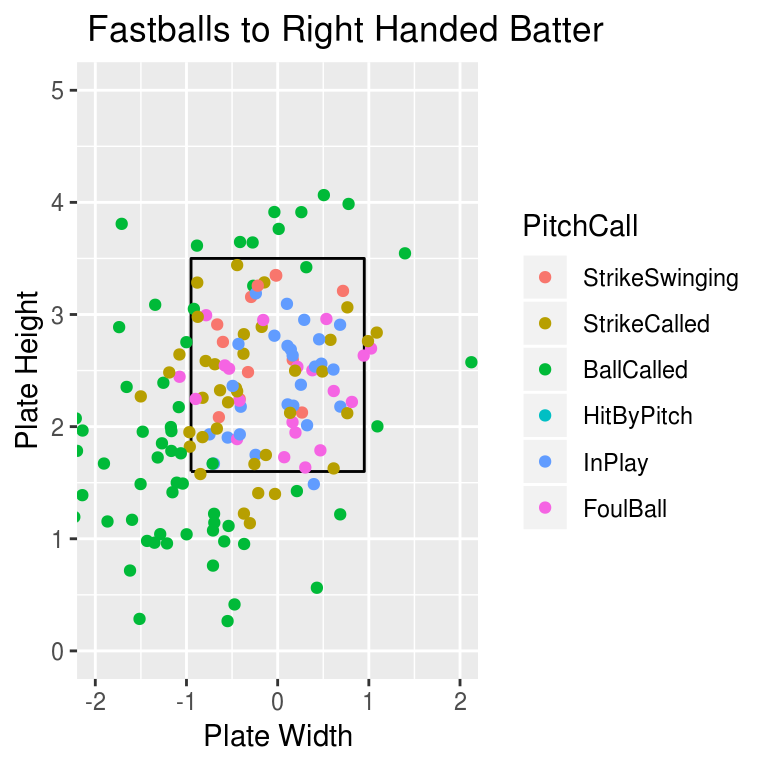 Fastballs to Right Handed Batter
5
4
3
2
1
0
-2
-1
0
1
2
Plate Width
Plate Height
PitchCall
StrikeSwinging
StrikeCalled
BallCalled
HitByPitch
InPlay
FoulBall